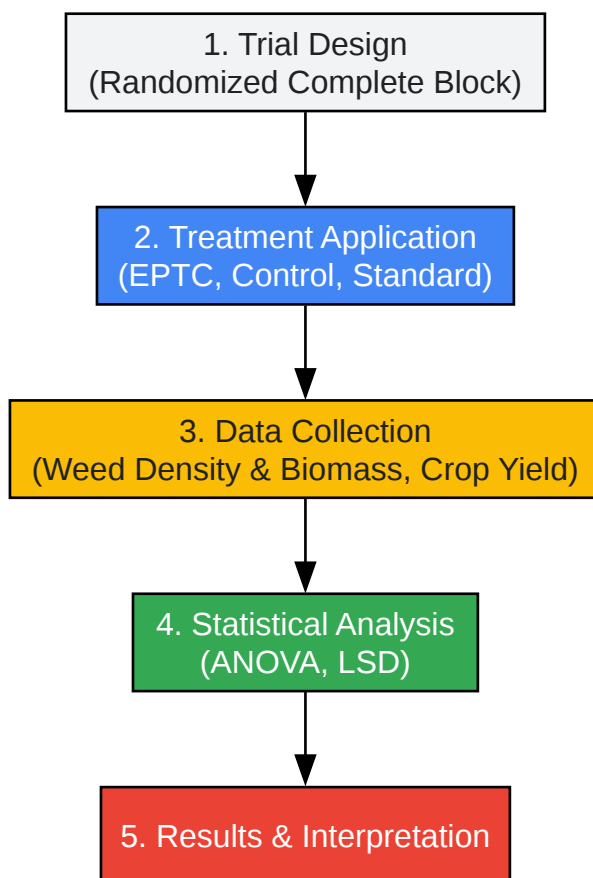 1. Trial Design
(Randomized Complete Block)
2. Treatment Application
(EPTC, Control, Standard)
3. Data Collection
(Weed Density & Biomass, Crop Yield)
4. Statistical Analysis
(ANOVA, LSD)
5. Results & Interpretation